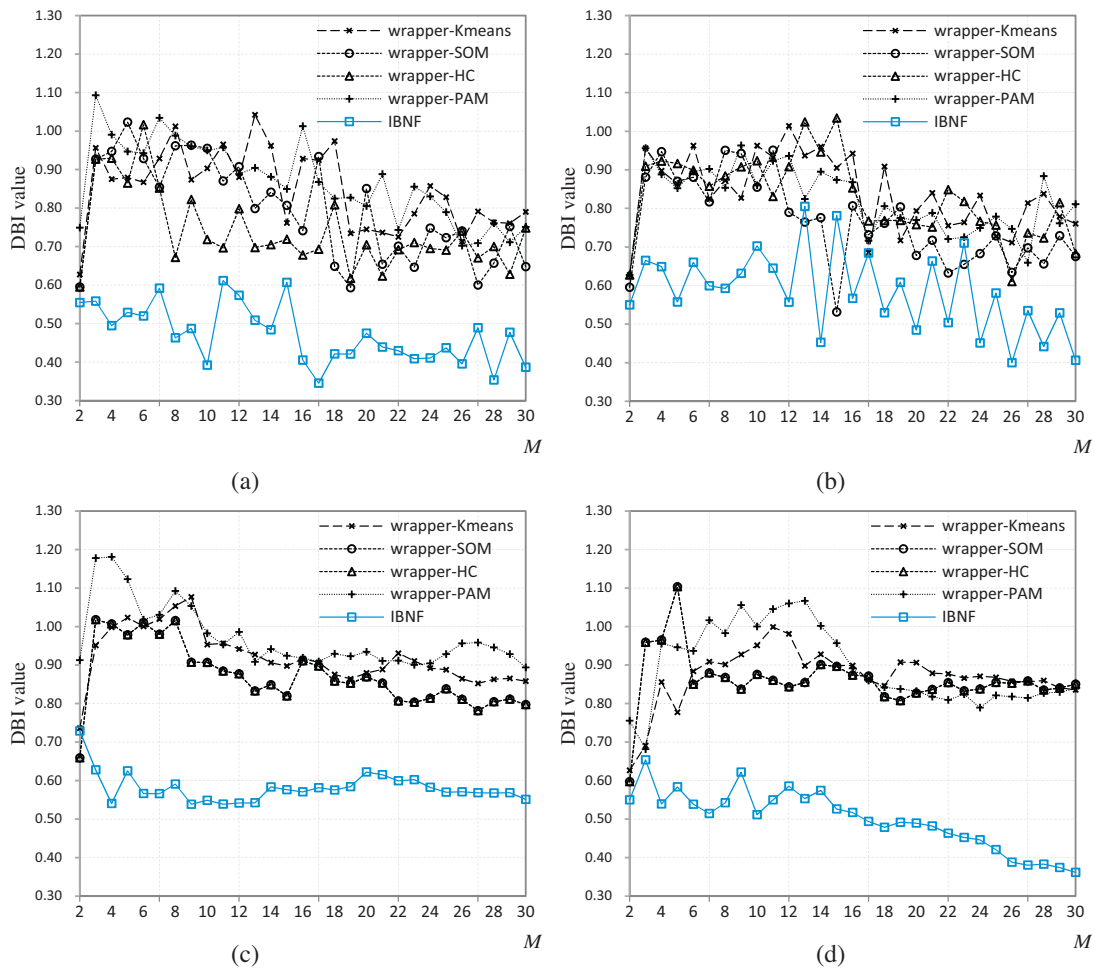 1.30
1.20
1.10
1.00
0.90
0.80
0.70
0.60
0.50
0.40
0.30
DBI value
wrapper-Kmeans
wrapper-SOM
wrapper-HC
wrapper-PAM
IBNF
2 4 6 8 10 12 14 16 18 20 22 24 26 28 30
M
(a)
1.30
1.20
1.10
1.00
0.90
0.80
0.70
0.60
0.50
0.40
0.30
DBI value
wrapper-Kmeans
wrapper-SOM
wrapper-HC
wrapper-PAM
IBNF
2 4 6 8 10 12 14 16 18 20 22 24 26 28 30
M
(b)
1.30
1.20
1.10
1.00
0.90
0.80
0.70
0.60
0.50
0.40
0.30
DBI value
wrapper-Kmeans
wrapper-SOM
wrapper-HC
wrapper-PAM
IBNF
2 4 6 8 10 12 14 16 18 20 22 24 26 28 30
M
(c)
1.30
1.20
1.10
1.00
0.90
0.80
0.70
0.60
0.50
0.40
0.30
DBI value
wrapper-Kmeans
wrapper-SOM
wrapper-HC
wrapper-PAM
IBNF
2 4 6 8 10 12 14 16 18 20 22 24 26 28 30
M
(d)